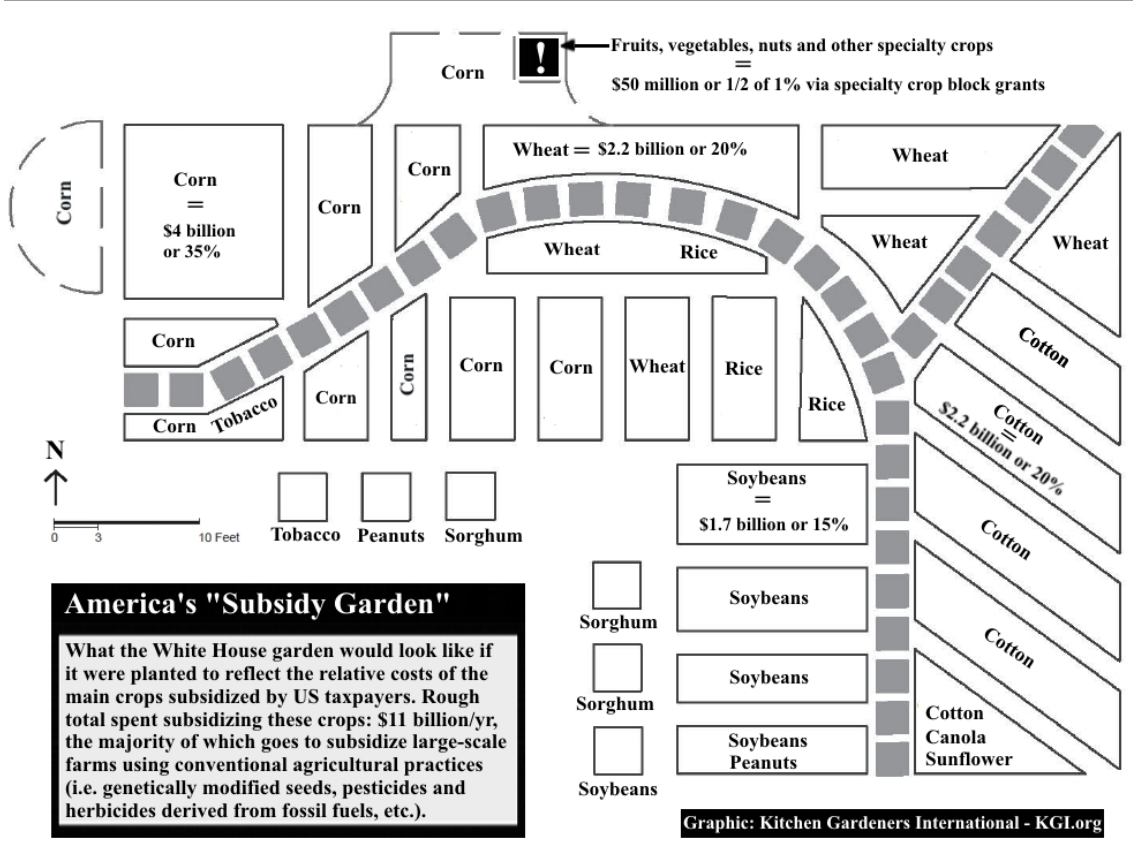 Fruits, vegetables, nuts and other specialty crops
=
$50 million or 1/2 of 1% via specialty crop block grants
Corn
!
Corn
Corn
=
$4 billion
or 35%
Corn
Corn
Wheat = $2.2 billion or 20%
Wheat
Wheat
Wheat
Wheat Rice
Corn
Corn
Corn
Corn
Corn
Wheat
Rice
Rice
Corn Tobacco
Cotton
Cotton
=
$2.2 billion or 20%
Cotton
Cotton
Cotton
Canola
Sunflower
N
0 3 10 Feet
Tobacco
Peanuts
Sorghum
Soybeans
=
$1.7 billion or 15%
Soybeans
Soybeans
Soybeans
Peanuts
Sorghum
Sorghum
Soybeans
America's "Subsidy Garden"
What the White House garden would look like if
it were planted to reflect the relative costs of the
main crops subsidized by US taxpayers. Rough
total spent subsidizing these crops: $11 billion/yr,
the majority of which goes to subsidize large-scale
farms using conventional agricultural practices
(i.e. genetically modified seeds, pesticides and
herbicides derived from fossil fuels, etc.).
Graphic: Kitchen Gardeners International - KGI.org